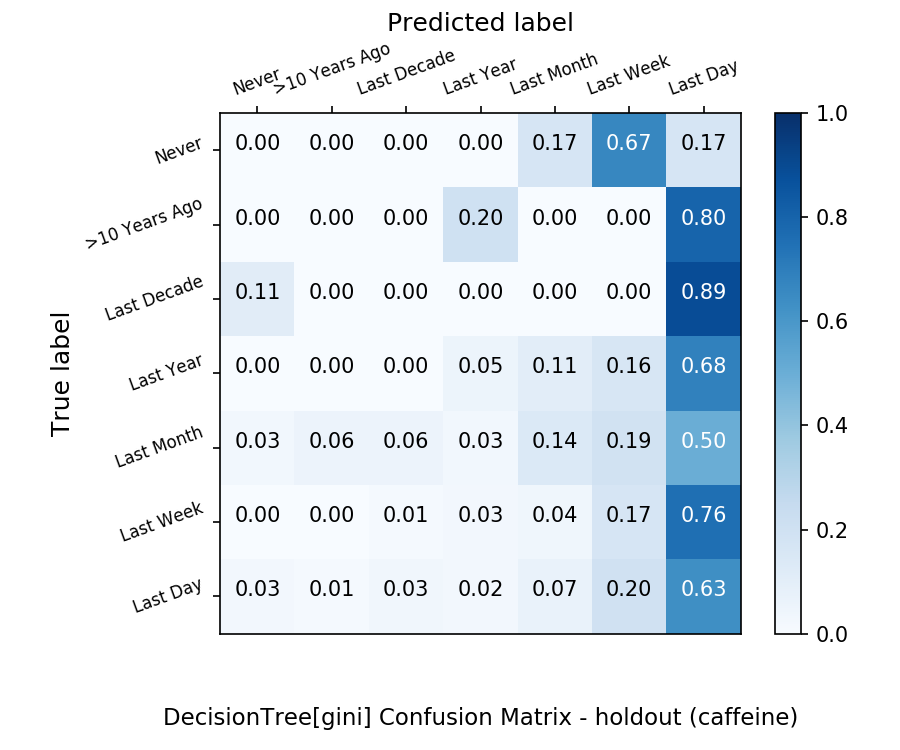 Predicted label
Never >10 Years Ago Last Decade Last Year Last Month Last Week Last Day
True label
Never 0.00 0.00 0.00 0.00 0.17 0.67 0.17
>10 Years Ago 0.00 0.00 0.00 0.20 0.00 0.00 0.80
Last Decade 0.11 0.00 0.00 0.00 0.00 0.00 0.89
Last Year 0.00 0.00 0.00 0.05 0.11 0.16 0.68
Last Month 0.03 0.06 0.06 0.03 0.14 0.19 0.50
Last Week 0.00 0.00 0.01 0.03 0.04 0.17 0.76
Last Day 0.03 0.01 0.03 0.02 0.07 0.20 0.63
1.0
0.8
0.6
0.4
0.2
0.0
DecisionTree[gini] Confusion Matrix - holdout (caffeine)